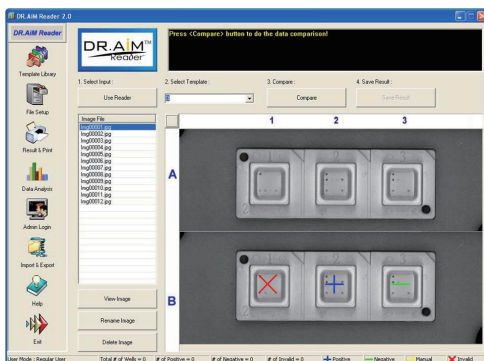 DR.AiM Reader 2.0
DR.AiM Reader
Template Library
File Setup
Result & Print
Data Analysis
Admin Login
Import & Export
Help
Exit
DR.AiM™
Reader
Press <Compare> button to do the data comparison!
1. Select Input :
2. Select Template :
3. Compare :
4. Save Result :
Use Reader
Compare
Save Result
Image File
Img00001.jpg
Img00002.jpg
Img00003.jpg
Img00004.jpg
Img00005.jpg
Img00006.jpg
Img00007.jpg
Img00008.jpg
Img00009.jpg
Img00010.jpg
Img00011.jpg
Img00012.jpg
View Image
Rename Image
Delete Image
1 2 3
A
B
User Mode : Regular User
Total # of Wells = 0
# of Positive = 0
# of Negative = 0
# of Invalid = 0
Positive
Negative
Manual
Invalid